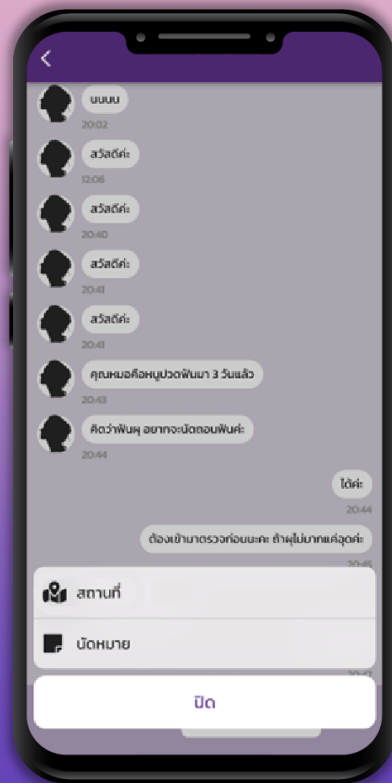 นนนน
20:02
สวัสดีค่ะ
12:06
สวัสดีค่ะ
20:40
สวัสดีค่ะ
20:41
สวัสดีค่ะ
20:41
คุณหมอคือหนูปวดฟันมา 3 วันแล้ว
20:43
คิดว่าฟันผุ อยากจะนัดถอนฟันค่ะ
20:44
ได้ค่ะ
20:44
ต้องเข้ามาตรวจก่อนนะคะ ถ้าผุไม่มากแค่อุดค่ะ
20:45
สถานที่
นัดหมาย
20:47
ปิด